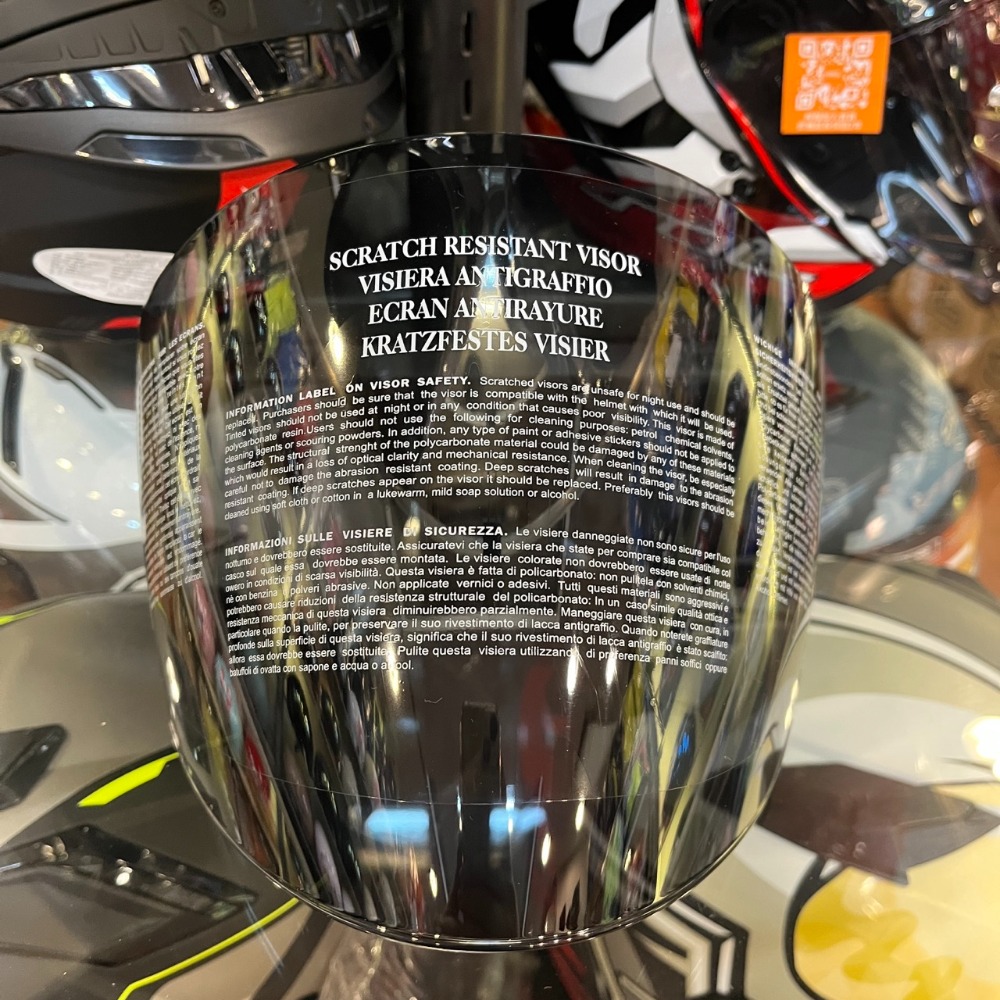 SCRATCH RESISTANT VISOR
VISIERA ANTIGRAFFIO
ECRAN ANTIRAYURE
KRATZFESTES VISIER
INFORMATION LABEL ON VISOR SAFETY. Scratched visors are unsafe for night use and should be
replaced. Purchasers should be sure that the visor is compatible with the helmet with which it will be used.
Tinted visors should not be used at night or in any condition that causes poor visibility. This visor is made of
polycarbonate resin.Users should not use the following for cleaning purposes: petrol chemical solvents,
cleaning agents or scouring powders. In addition, any type of paint or adhesive stickers should not be applied to
the surface. The structural strenght of the polycarbonate material could be damaged by any of these materials
which would result in a loss of optical clarity and mechanical resistance. When cleaning the visor, be especially
careful not to damage the abrasion resistant coating. Deep scratches will result in damage to the abrasion
resistant coating. If deep scratches appear on the visor it should be replaced. Preferably this visors should be
cleaned using soft cloth or cotton in a lukewarm, mild soap solution or alcohol.
INFORMAZIONI SULLE VISIERE DI SICUREZZA. Le visiere danneggiate non sono sicure per l'uso
notturno e dovrebbero essere sostituite. Assicuratevi che la visiera che state per comprare sia compatibile col
casco sul quale essa dovrebbe essere montata. Le visiere colorate non dovrebbero essere usate di notte
owero in condizioni di scarsa visibilità. Questa visiera è fatta di policarbonato: non pulitela con solventi chimici,
nè con benzina i pulveri abrasive. Non applicate vernici o adesivi. Tutti questi materiali sono aggressivi e
potrebbero causare riduzioni della resistenza strutturale del policarbonato: In un caso simile qualità ottica e
resistenza meccanica di questa visiera diminuirebbero parzialmente. Maneggiare questa visiera con cura, in
particolare quando la pulite, per preservare il suo rivestimento di lacca antigraffio. Quando noterete graffiature
profonde sulla superficie di questa visiera, significa che il suo rivestimento di lacca antigraffio è stato scalfito:
allora essa dovrebbe essere sostituita. Pulite questa visiera utilizzando di preferenza panni soffici oppure
batuffoli di ovatta con sapone e acqua o alcool.